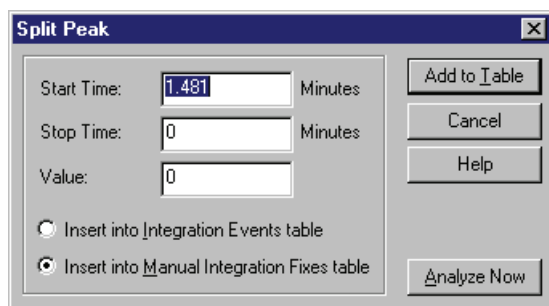 Split Peak
Start Time: 1.481 Minutes
Add to Table
Stop Time: 0 Minutes
Cancel
Value: 0
Help
Insert into Integration Events table
Insert into Manual Integration Fixes table
Analyze Now